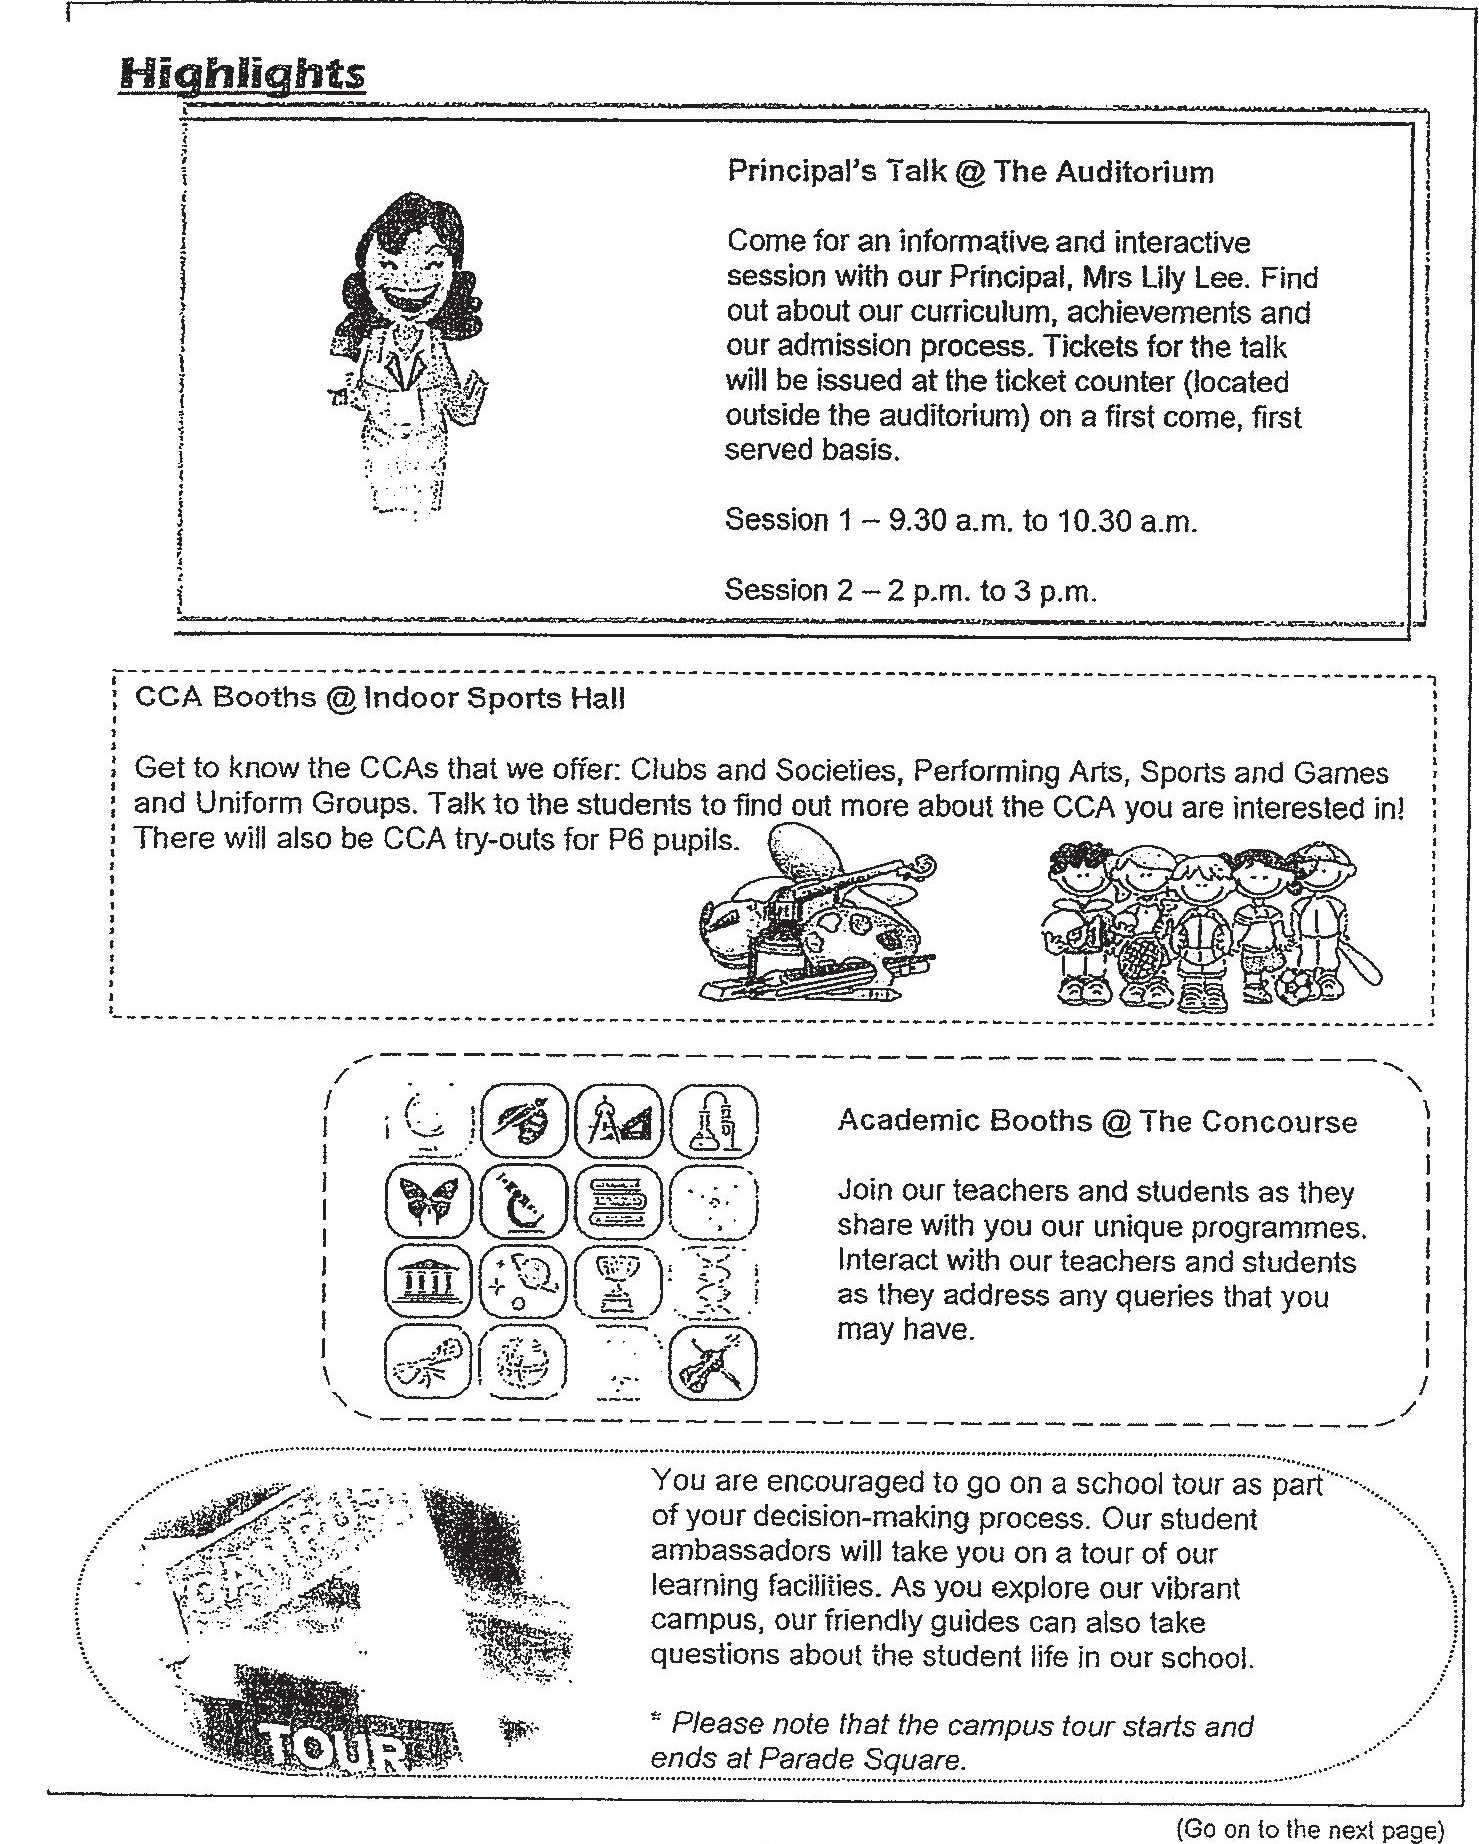 Highlights
Principal's Talk @ The Auditorium
Come for an informative and interactive
session with our Principal, Mrs Lily Lee. Find
out about our curriculum, achievements and
our admission process. Tickets for the talk
will be issued at the ticket counter (located
outside the auditorium) on a first come, first
served basis.
Session 1 – 9.30 a.m. to 10.30 a.m.
Session 2 – 2 p.m. to 3 p.m.
CCA Booths @ Indoor Sports Hall
Get to know the CCAs that we offer: Clubs and Societies, Performing Arts, Sports and Games
and Uniform Groups. Talk to the students to find out more about the CCA you are interested in!
There will also be CCA try-outs for P6 pupils.
Academic Booths @ The Concourse
Join our teachers and students as they
share with you our unique programmes.
Interact with our teachers and students
as they address any queries that you
may have.
You are encouraged to go on a school tour as part
of your decision-making process. Our student
ambassadors will take you on a tour of our
learning facilities. As you explore our vibrant
campus, our friendly guides can also take
questions about the student life in our school.
* Please note that the campus tour starts and
ends at Parade Square.
CAMPUS
TOUR
(Go on to the next page)